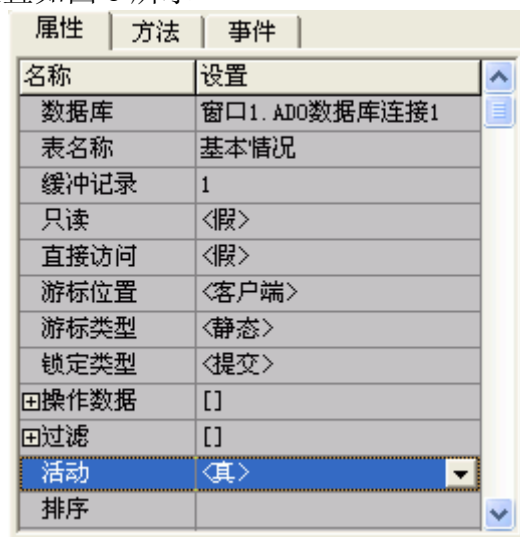 属性 方法 事件
名称 设置
数据库 窗口1.ADO数据库连接1
表名称 基本情况
缓冲记录 1
只读 <假>
直接访问 <假>
游标位置 <客户端>
游标类型 <静态>
锁定类型 <提交>
操作数据 []
过滤 []
活动 <真>
排序